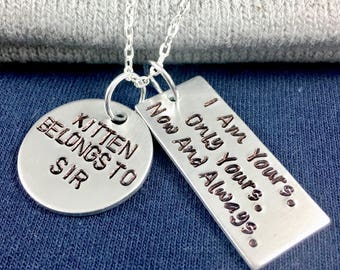 KITTEN
BELONGS TO
SIR
I Am Yours.
Only Yours.
Now And Always.